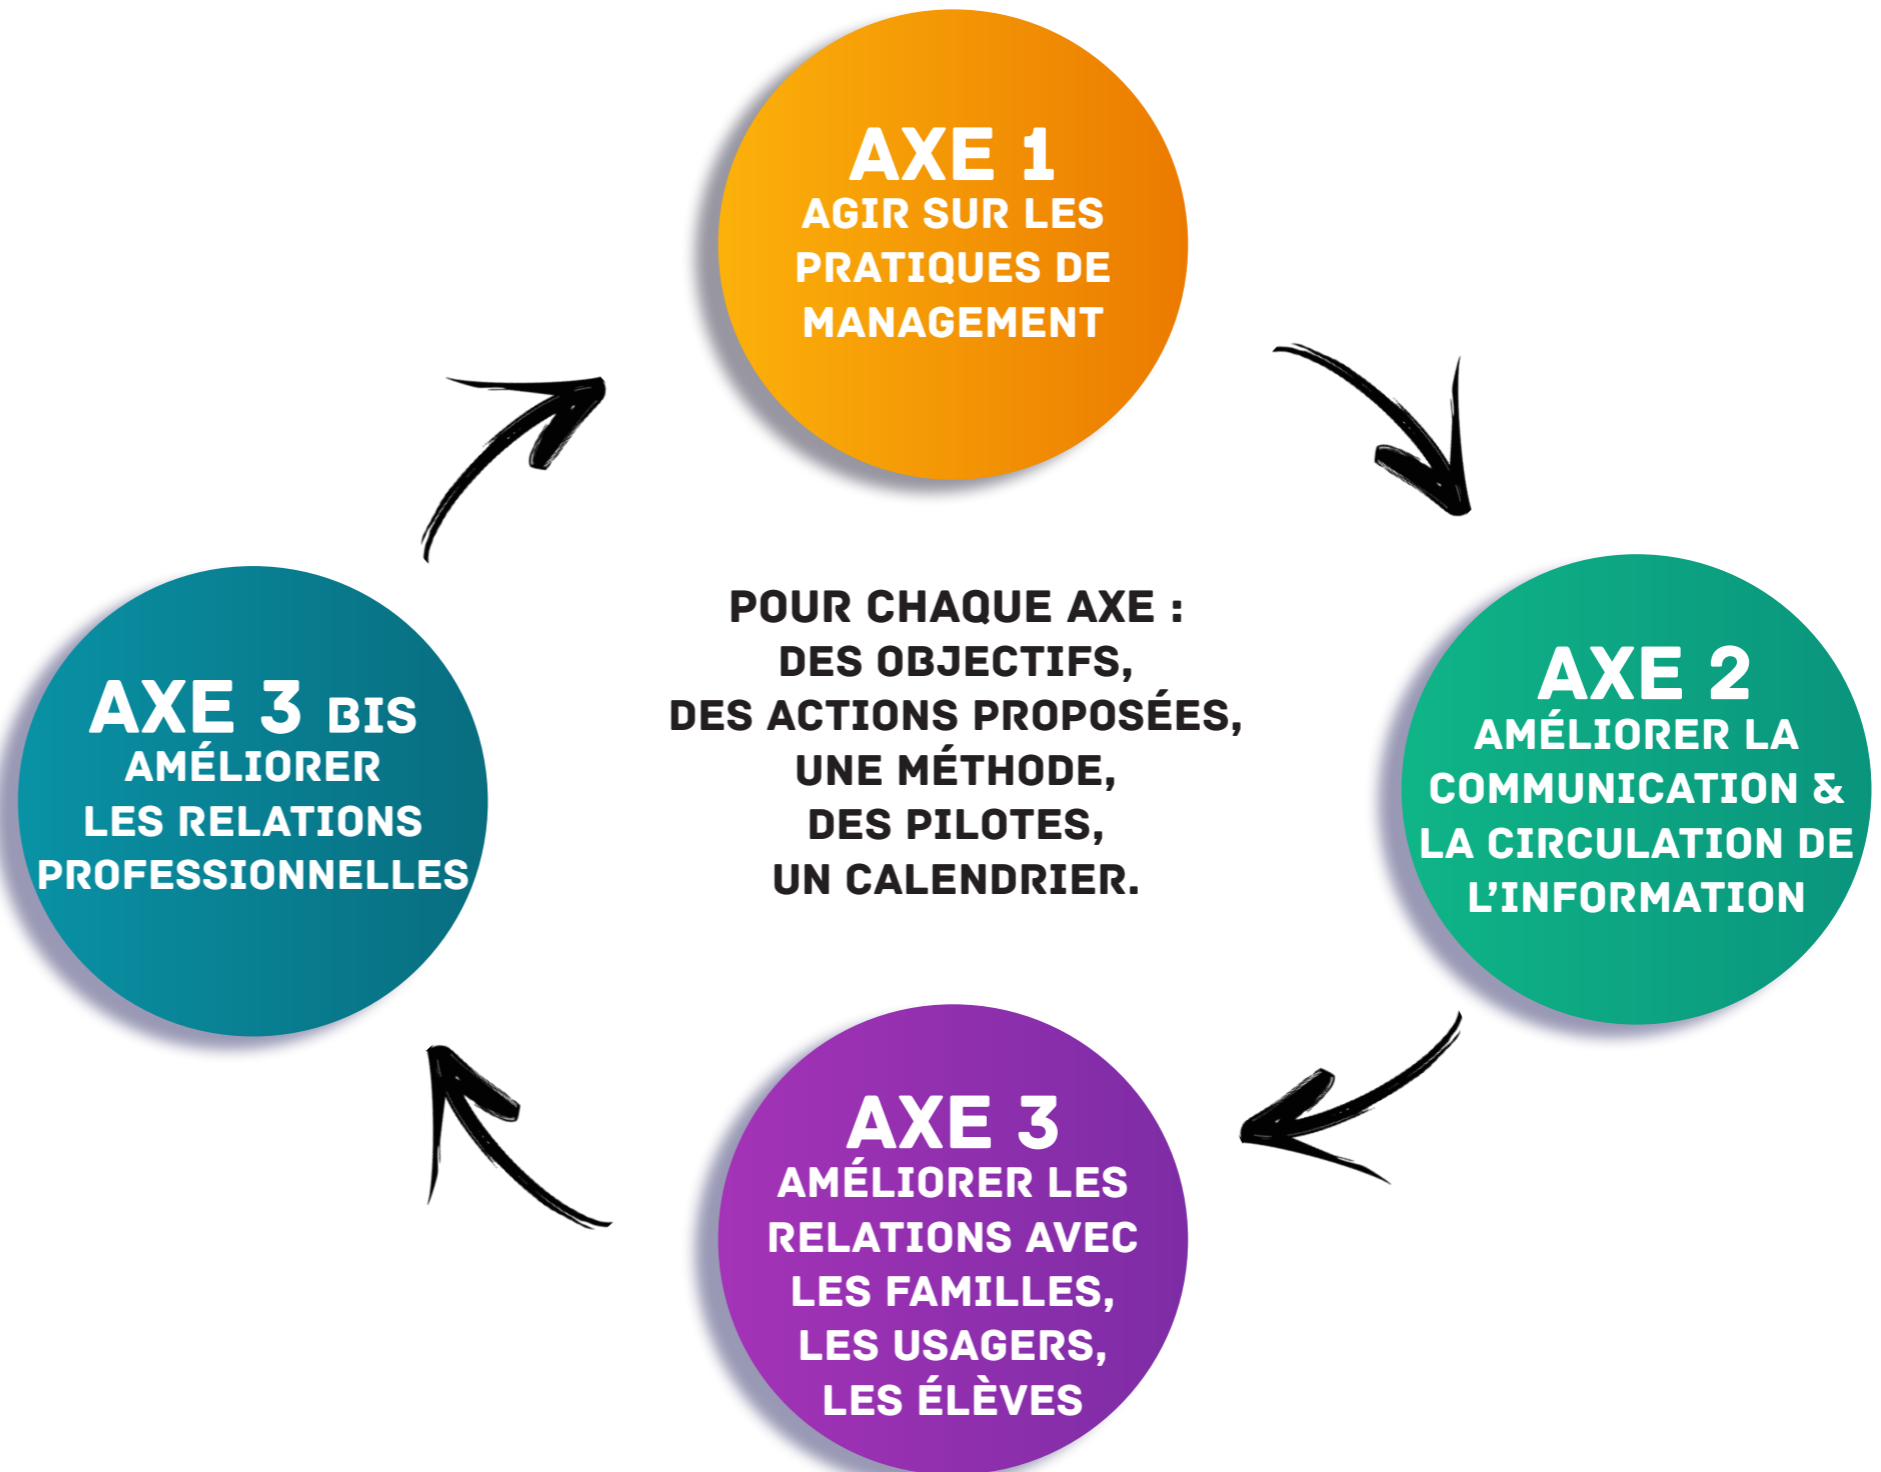 AXE 1
AGIR SUR LES
PRATIQUES DE
MANAGEMENT
AXE 2
AMÉLIORER LA
COMMUNICATION &
LA CIRCULATION DE
L’INFORMATION
AXE 3
AMÉLIORER LES
RELATIONS AVEC
LES FAMILLES,
LES USAGERS,
LES ÉLÈVES
AXE 3 BIS
AMÉLIORER
LES RELATIONS
PROFESSIONNELLES
POUR CHAQUE AXE :
DES OBJECTIFS,
DES ACTIONS PROPOSÉES,
UNE MÉTHODE,
DES PILOTES,
UN CALENDRIER.